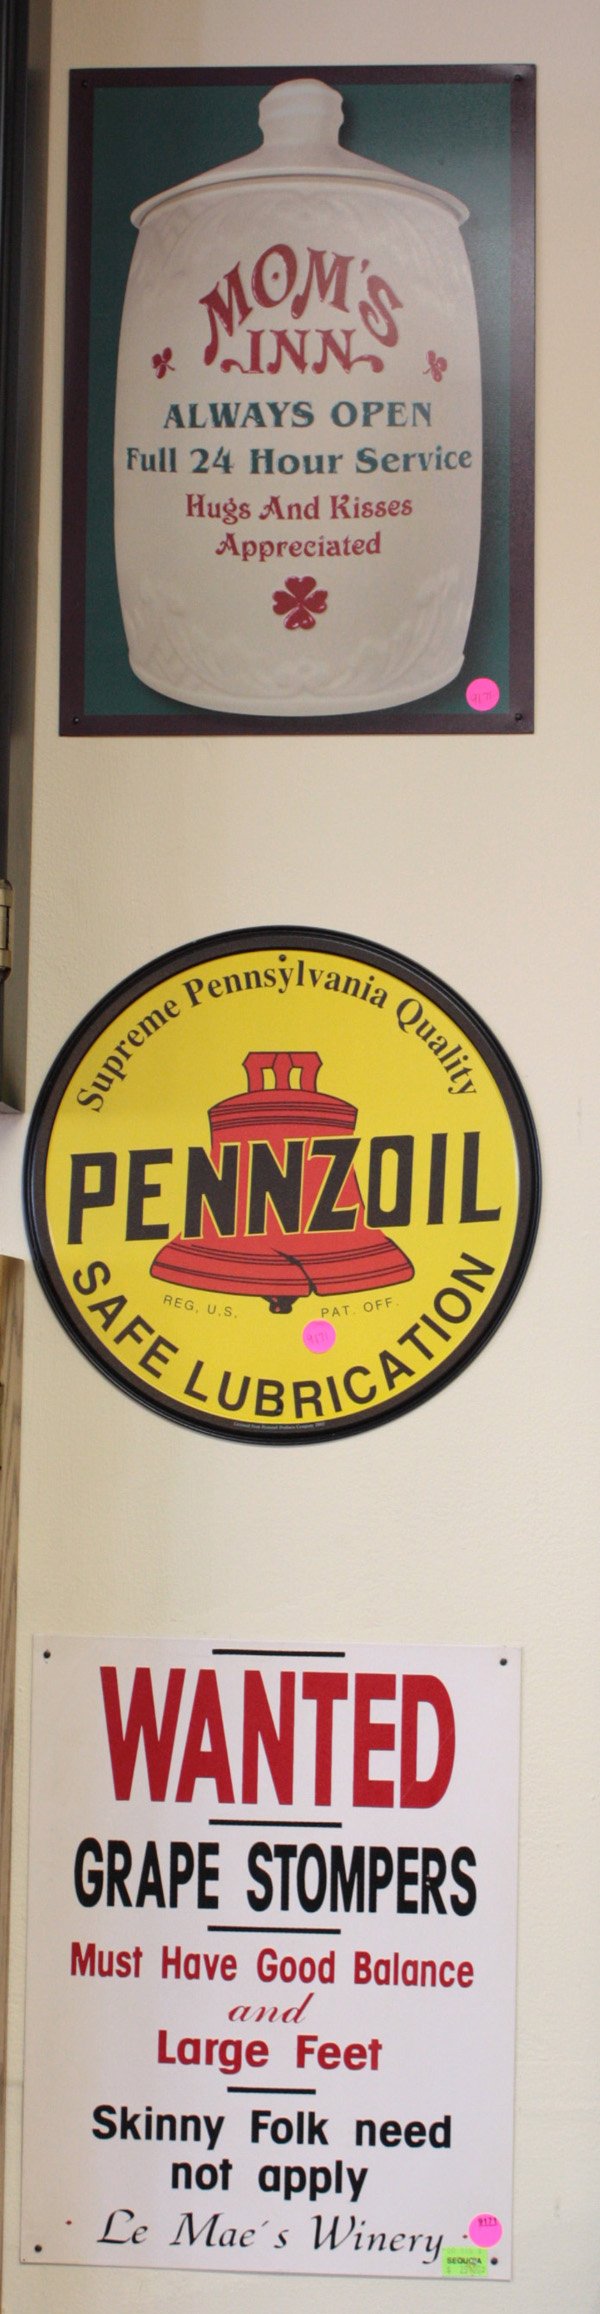 MOM'S
INN
ALWAYS OPEN
Full 24 Hour Service
Hugs And Kisses
Appreciated
Supreme Pennsylvania Quality
PENNZOIL
REG. U.S. PAT. OFF.
9171
SAFE LUBRICATION
WANTED
GRAPE STOMPERS
Must Have Good Balance
and
Large Feet
Skinny Folk need
not apply
Le Mae´s Winery
SEQUOIA